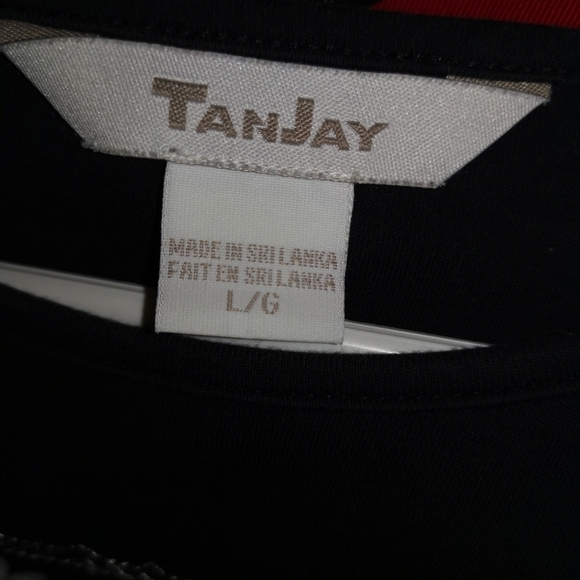 TANJAY
MADE IN SRI LANKA
FAIT EN SRI LANKA
L/G